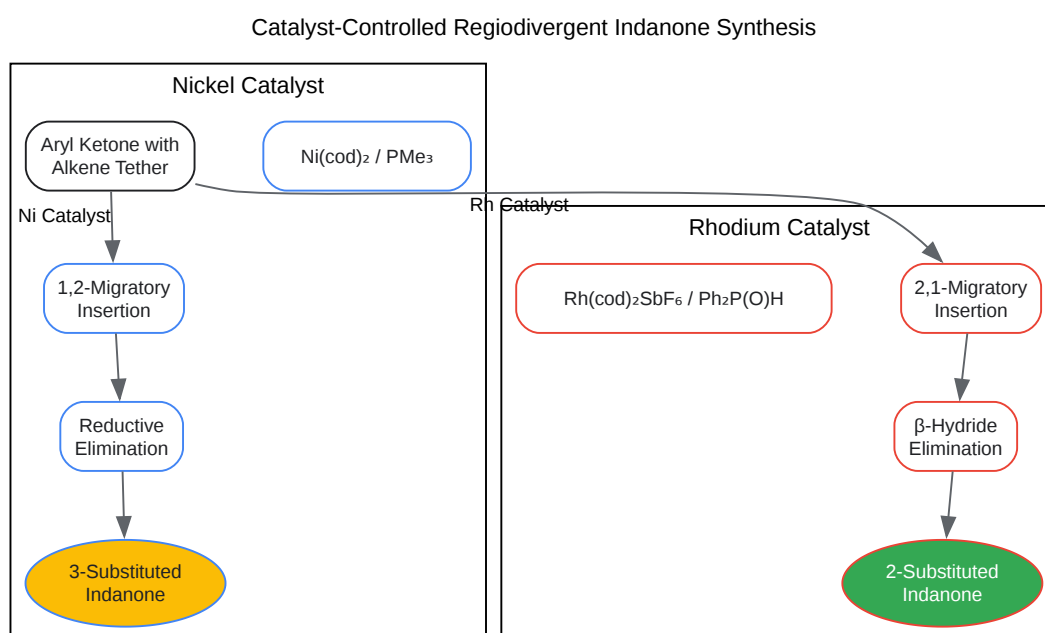 Catalyst-Controlled Regiodivergent Indanone Synthesis
Nickel Catalyst
Aryl Ketone with
Alkene Tether
Ni(cod)₂ / PMe₃
Ni Catalyst
Rh Catalyst
Rhodium Catalyst
1,2-Migratory
Insertion
Rh(cod)₂SbF₆ / Ph₂P(O)H
2,1-Migratory
Insertion
Reductive
Elimination
β-Hydride
Elimination
3-Substituted
Indanone
2-Substituted
Indanone